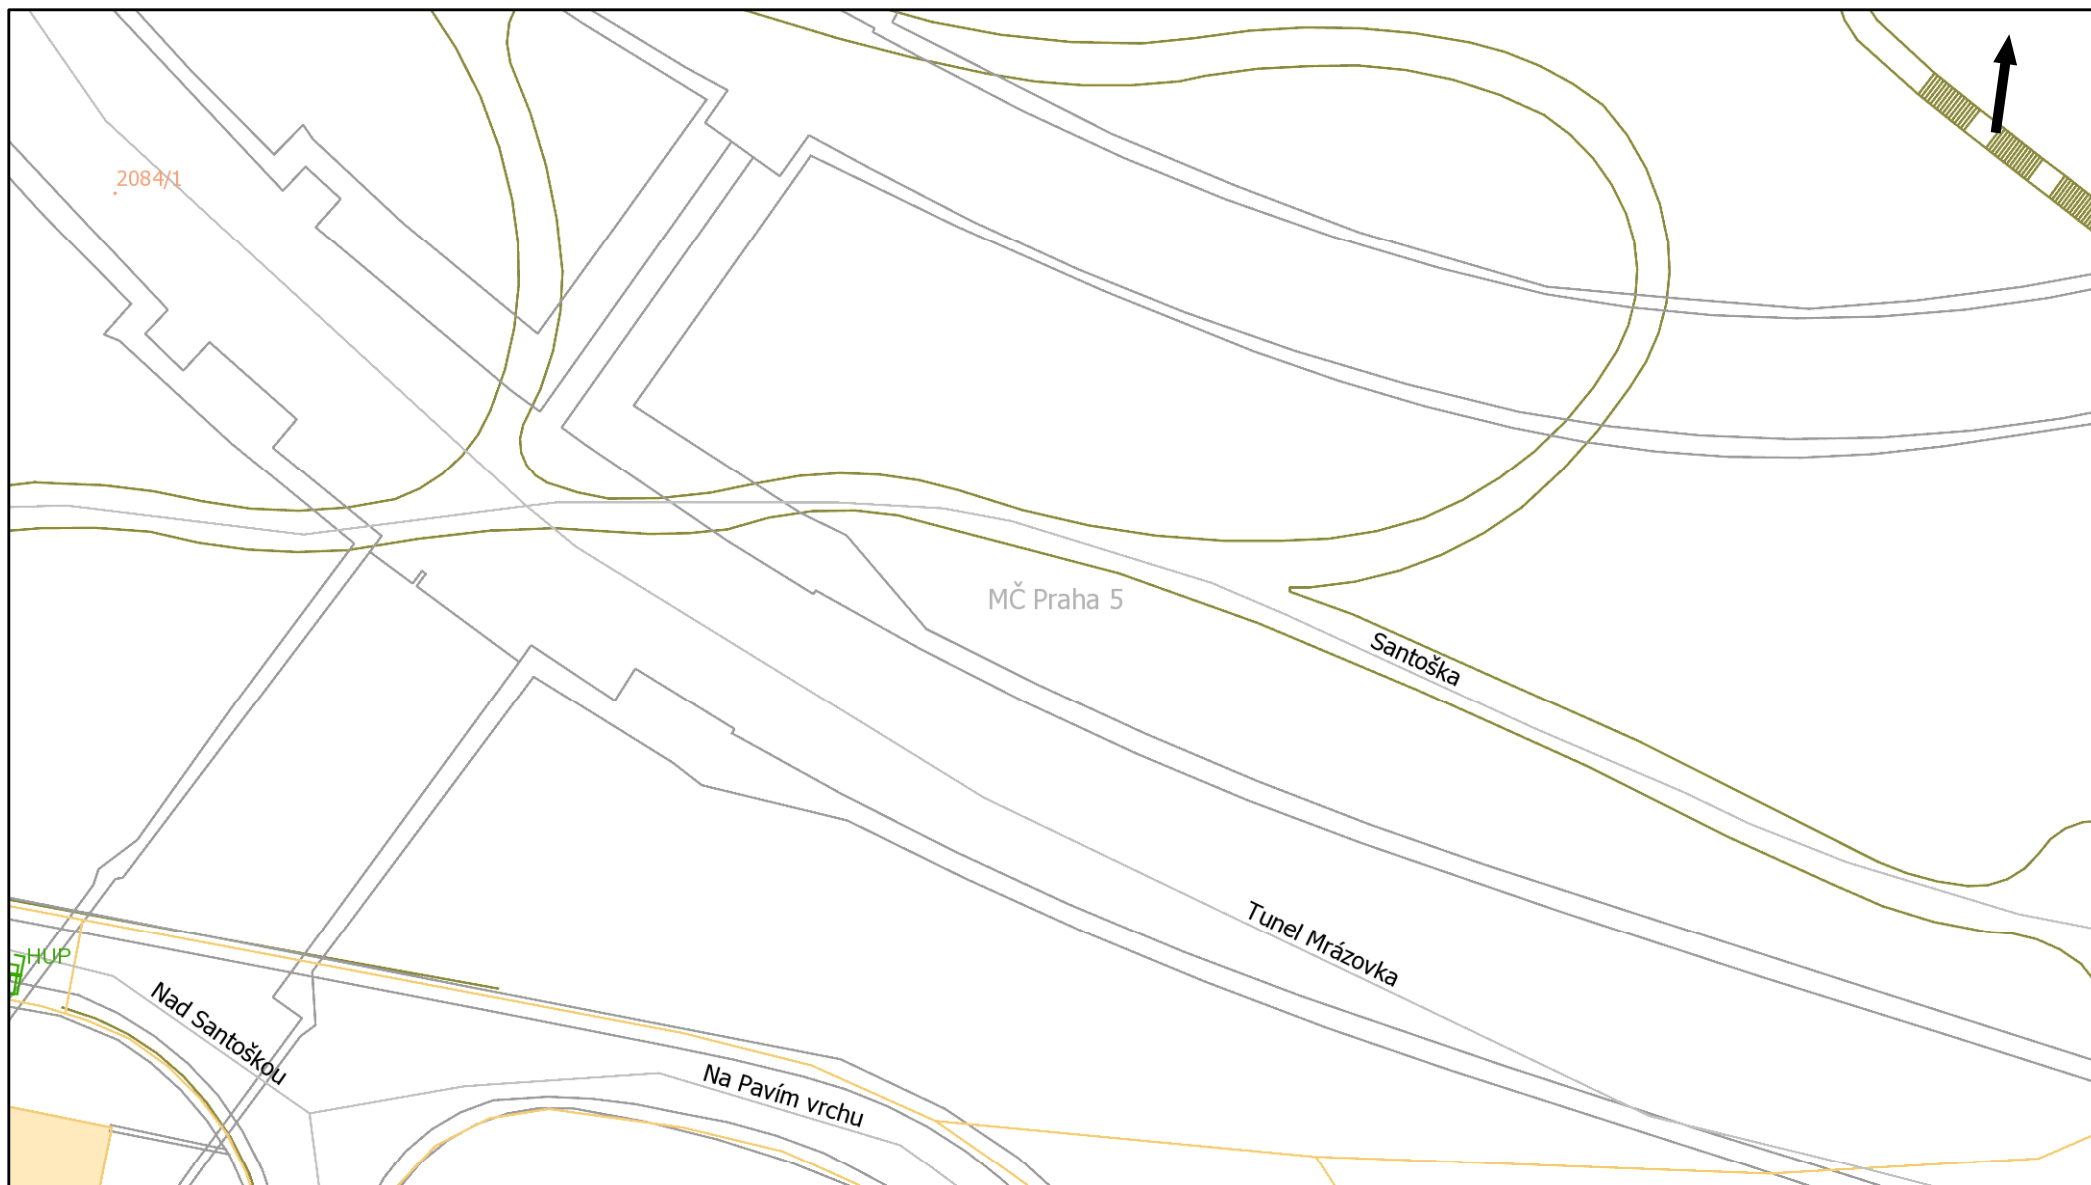 2084/1
MČ Praha 5
Santoška
Tunel Mrázovka
HUP
Nad Santoškou
Na Pavím vrchu